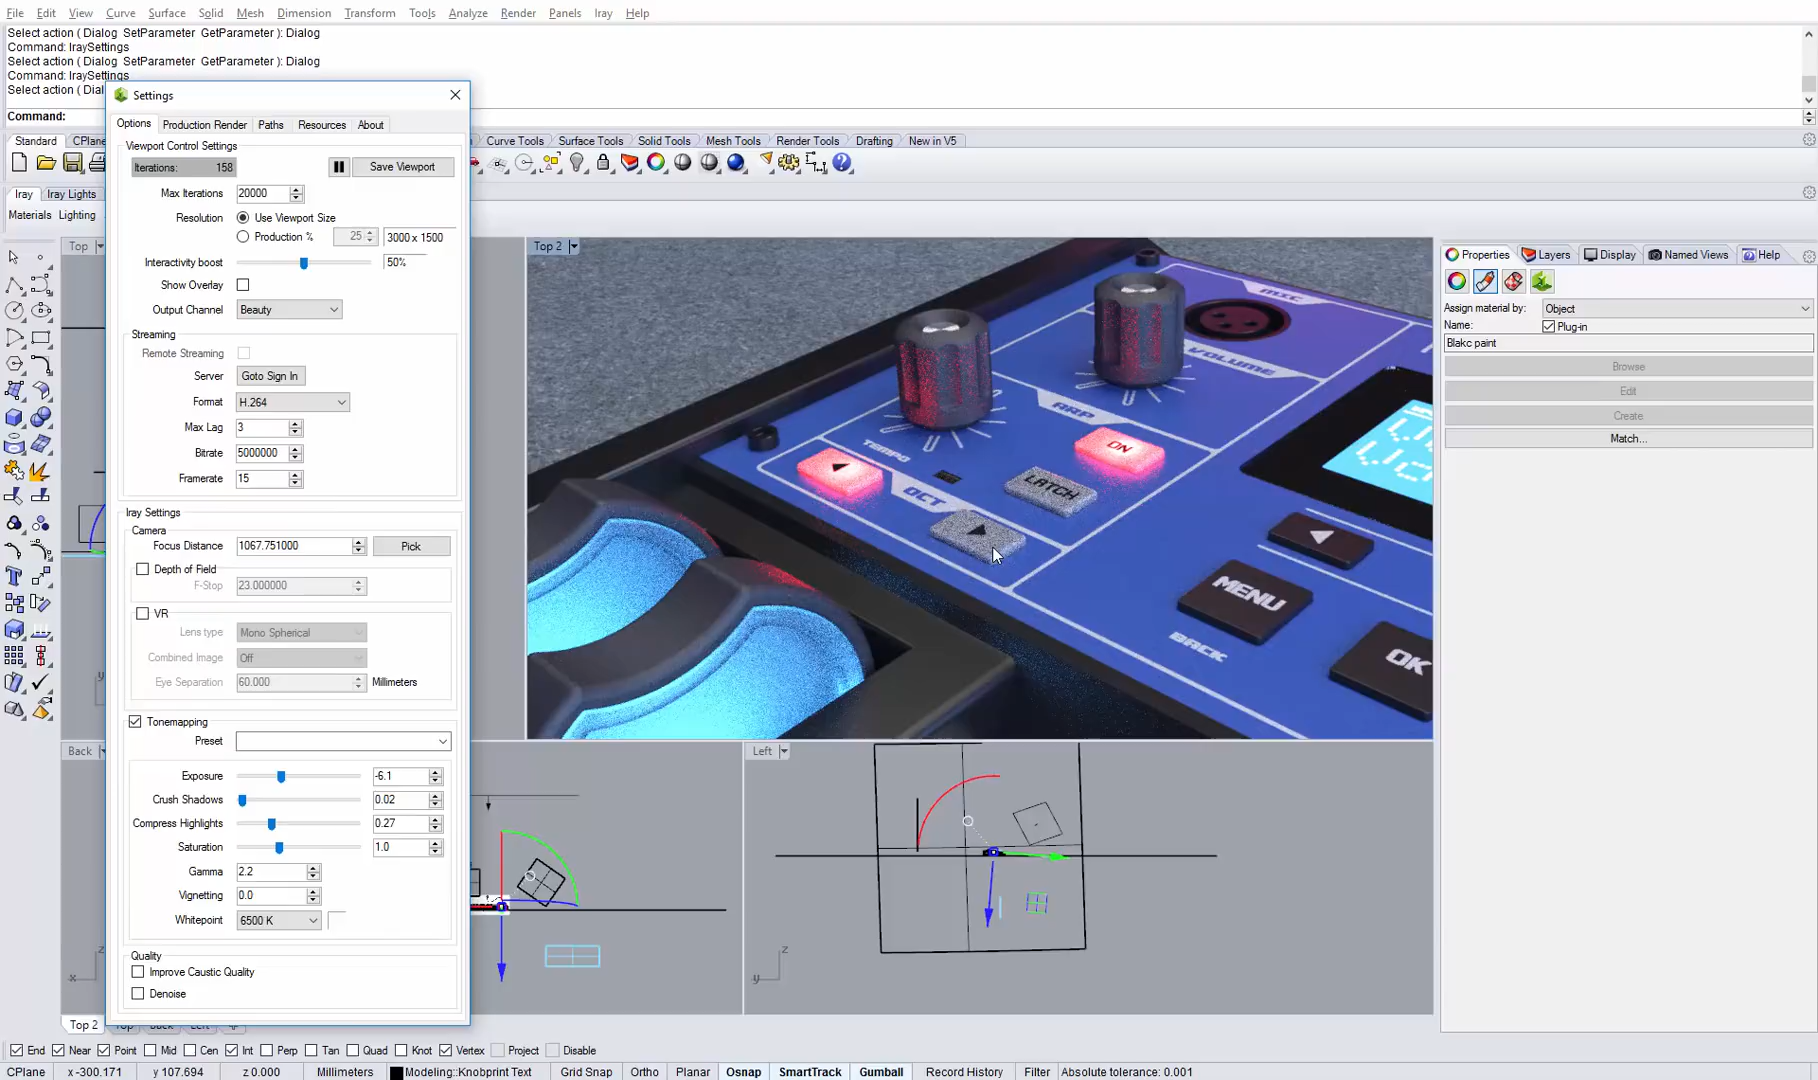 File Edit View Curve Surface Solid Mesh Dimension Transform Tools Analyze Render Panels Iray Help
Select action ( Dialog SetParameter GetParameter ): Dialog
Command: IraySettings
Select action ( Dialog SetParameter GetParameter ): Dialog
Command: IraySettings
Select action ( Dia
Command:
Settings
Options Production Render Paths Resources About
Standard CPlane Curve Tools Surface Tools Solid Tools Mesh Tools Render Tools Drafting New in V5
Iray Iray Lights
Materials Lighting
Viewport Control Settings
Iterations: 158 Save Viewport
Max Iterations 20000
Resolution Use Viewport Size
Production % 25 3000 x 1500
Interactivity boost 50%
Show Overlay
Output Channel Beauty
Streaming
Remote Streaming
Server Goto Sign In
Format H.264
Max Lag 3
Bitrate 5000000
Framerate 15
Iray Settings
Camera
Focus Distance 1067.751000 Pick
Depth of Field
F-Stop 23.000000
VR
Lens type Mono Spherical
Combined Image Off
Eye Separation 60.000 Millimeters
Tonemapping
Preset
Exposure -6.1
Crush Shadows 0.02
Compress Highlights 0.27
Saturation 1.0
Gamma 2.2
Vignetting 0.0
Whitepoint 6500 K
Quality
Improve Caustic Quality
Denoise
Top
Top 2
MIC
VOLUME
ARP
TEMPO
ON
LATCH
OCT
MENU
BACK
OK
Back
Left
z
x
z
y
Properties Layers Display Named Views Help
Assign material by: Object
Name: Plug-in
Blakc paint
Browse
Edit
Create
Match...
Top 2 Top Back Left
End Near Point Mid Cen Int Perp Tan Quad Knot Vertex Project Disable
CPlane x -300.171 y 107.694 z 0.000 Millimeters Modeling::Knobprint Text Grid Snap Ortho Planar Osnap SmartTrack Gumball Record History Filter Absolute tolerance: 0.001